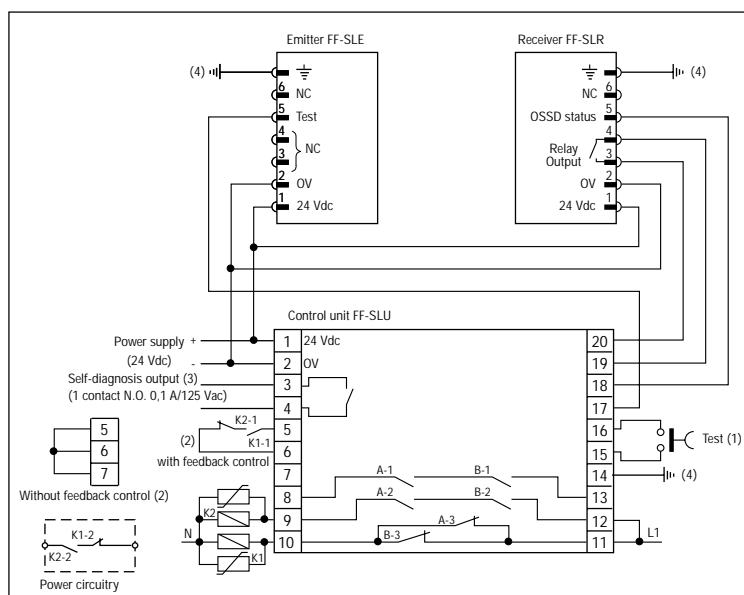 Emitter FF-SLE
Receiver FF-SLR
(4)
6
NC
5
Test
4
3
NC
2
OV
1
24 Vdc
(4)
6
NC
5
OSSD status
4
Relay
Output
3
2
OV
1
24 Vdc
Control unit FF-SLU
Power supply +
(24 Vdc) -
Self-diagnosis output (3)
(1 contact N.O. 0,1 A/125 Vac)
1 24 Vdc
2 OV
3
4
5
6
7
8
9
10
20
19
18
17
16
15
14
13
12
11
K2-1
K1-1
(2)
with feedback control
Test (1)
(4)
5
6
7
Without feedback control (2)
A-1
B-1
A-2
B-2
A-3
B-3
K2
K1
N
L1
K1-2
K2-2
Power circuitry